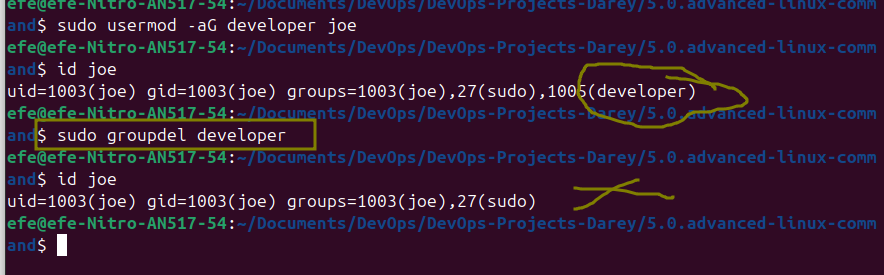 efe@efe-Nitro-AN517-54:~/Documents/DevOps/DevOps-Projects-Darey/5.0.advanced-linux-comm
and$ sudo usermod -aG developer joe
efe@efe-Nitro-AN517-54:~/Documents/DevOps/DevOps-Projects-Darey/5.0.advanced-linux-comm
and$ id joe
uid=1003(joe) gid=1003(joe) groups=1003(joe),27(sudo),1005(developer)
efe@efe-Nitro-AN517-54:~/Documents/DevOps/DevOps-Projects-Darey/5.0.advanced-linux-comm
and$ sudo groupdel developer
efe@efe-Nitro-AN517-54:~/Documents/DevOps/DevOps-Projects-Darey/5.0.advanced-linux-comm
and$ id joe
uid=1003(joe) gid=1003(joe) groups=1003(joe),27(sudo)
efe@efe-Nitro-AN517-54:~/Documents/DevOps/DevOps-Projects-Darey/5.0.advanced-linux-comm
and$